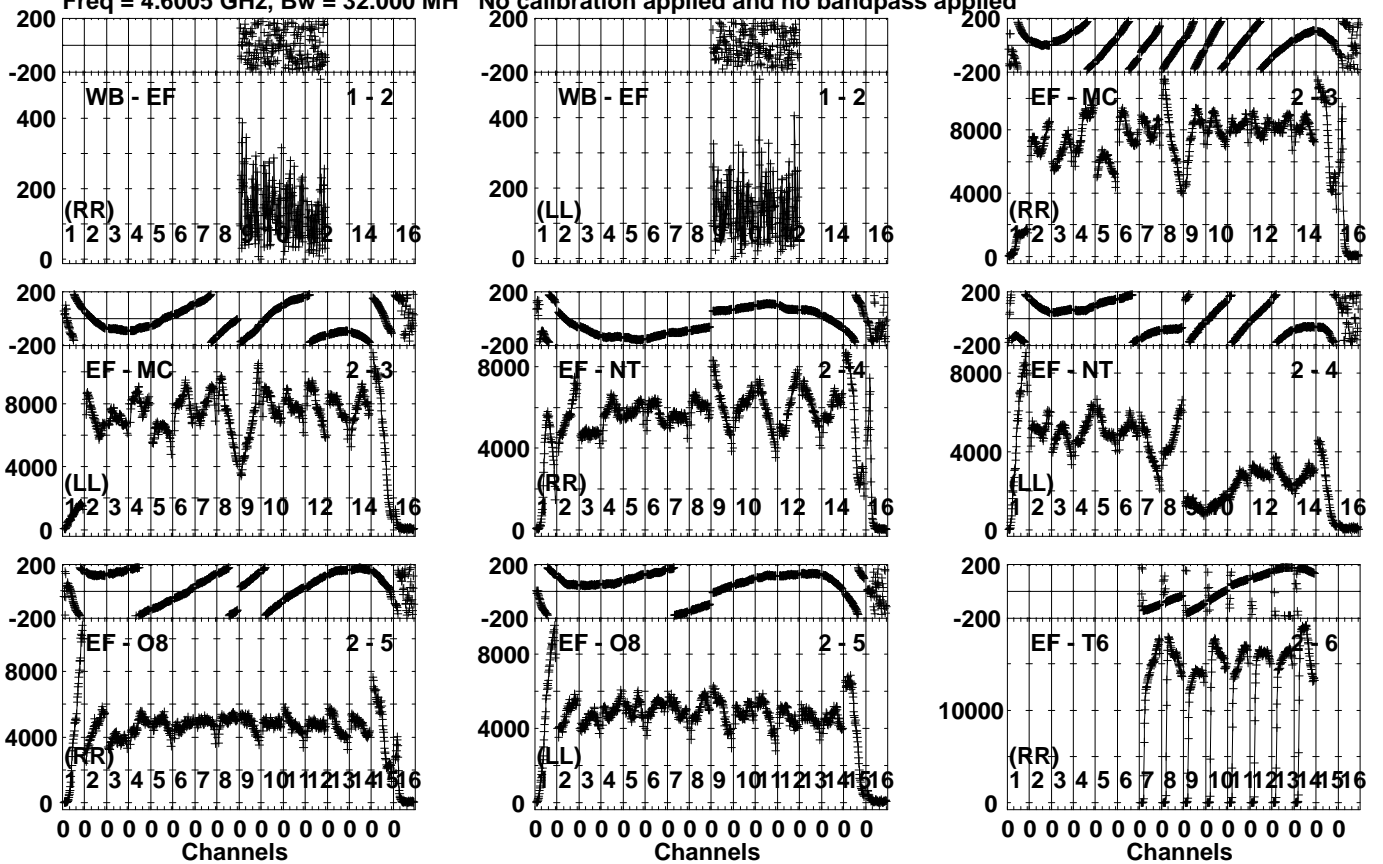 Freq = 4.6005 GHz, Bw = 32.000 MH No calibration applied and no bandpass applied
200
-200
WB - EF 1 - 2
400
200
0
(RR)
1 2 3 4 5 6 7 8 9 12 14 16
200
-200
WB - EF 1 - 2
400
200
0
(LL)
1 2 3 4 5 6 7 8 9 10 12 14 16
200
-200
EF - MC 2 - 3
8000
4000
0
(RR)
1 2 3 4 5 6 7 8 9 10 12 14 16
200
-200
EF - MC 2 - 3
8000
4000
0
(LL)
1 2 3 4 5 6 7 8 9 10 12 14 16
200
-200
EF - NT 2 - 4
8000
4000
0
(RR)
1 2 3 4 5 6 7 8 9 10 12 14 16
200
-200
EF - NT 2 - 4
8000
4000
0
(LL)
1 2 3 4 5 6 7 8 9 10 12 14 16
200
-200
EF - O8 2 - 5
8000
4000
0
(RR)
1 2 3 4 5 6 7 8 9 10 11 12 13 14 15 16
0 0 0 0 0 0 0 0 0 0 0 0 0 0 0 0
Channels
200
-200
EF - O8 2 - 5
8000
4000
0
(LL)
1 2 3 4 5 6 7 8 9 10 12 13 14 15 16
0 0 0 0 0 0 0 0 0 0 0 0 0 0 0 0
Channels
200
-200
EF - T6 2 - 6
10000
0
(RR)
1 2 3 4 5 6 7 8 9 10 11 12 13 14 15 16
0 0 0 0 0 0 0 0 0 0 0 0 0 0 0 0
Channels